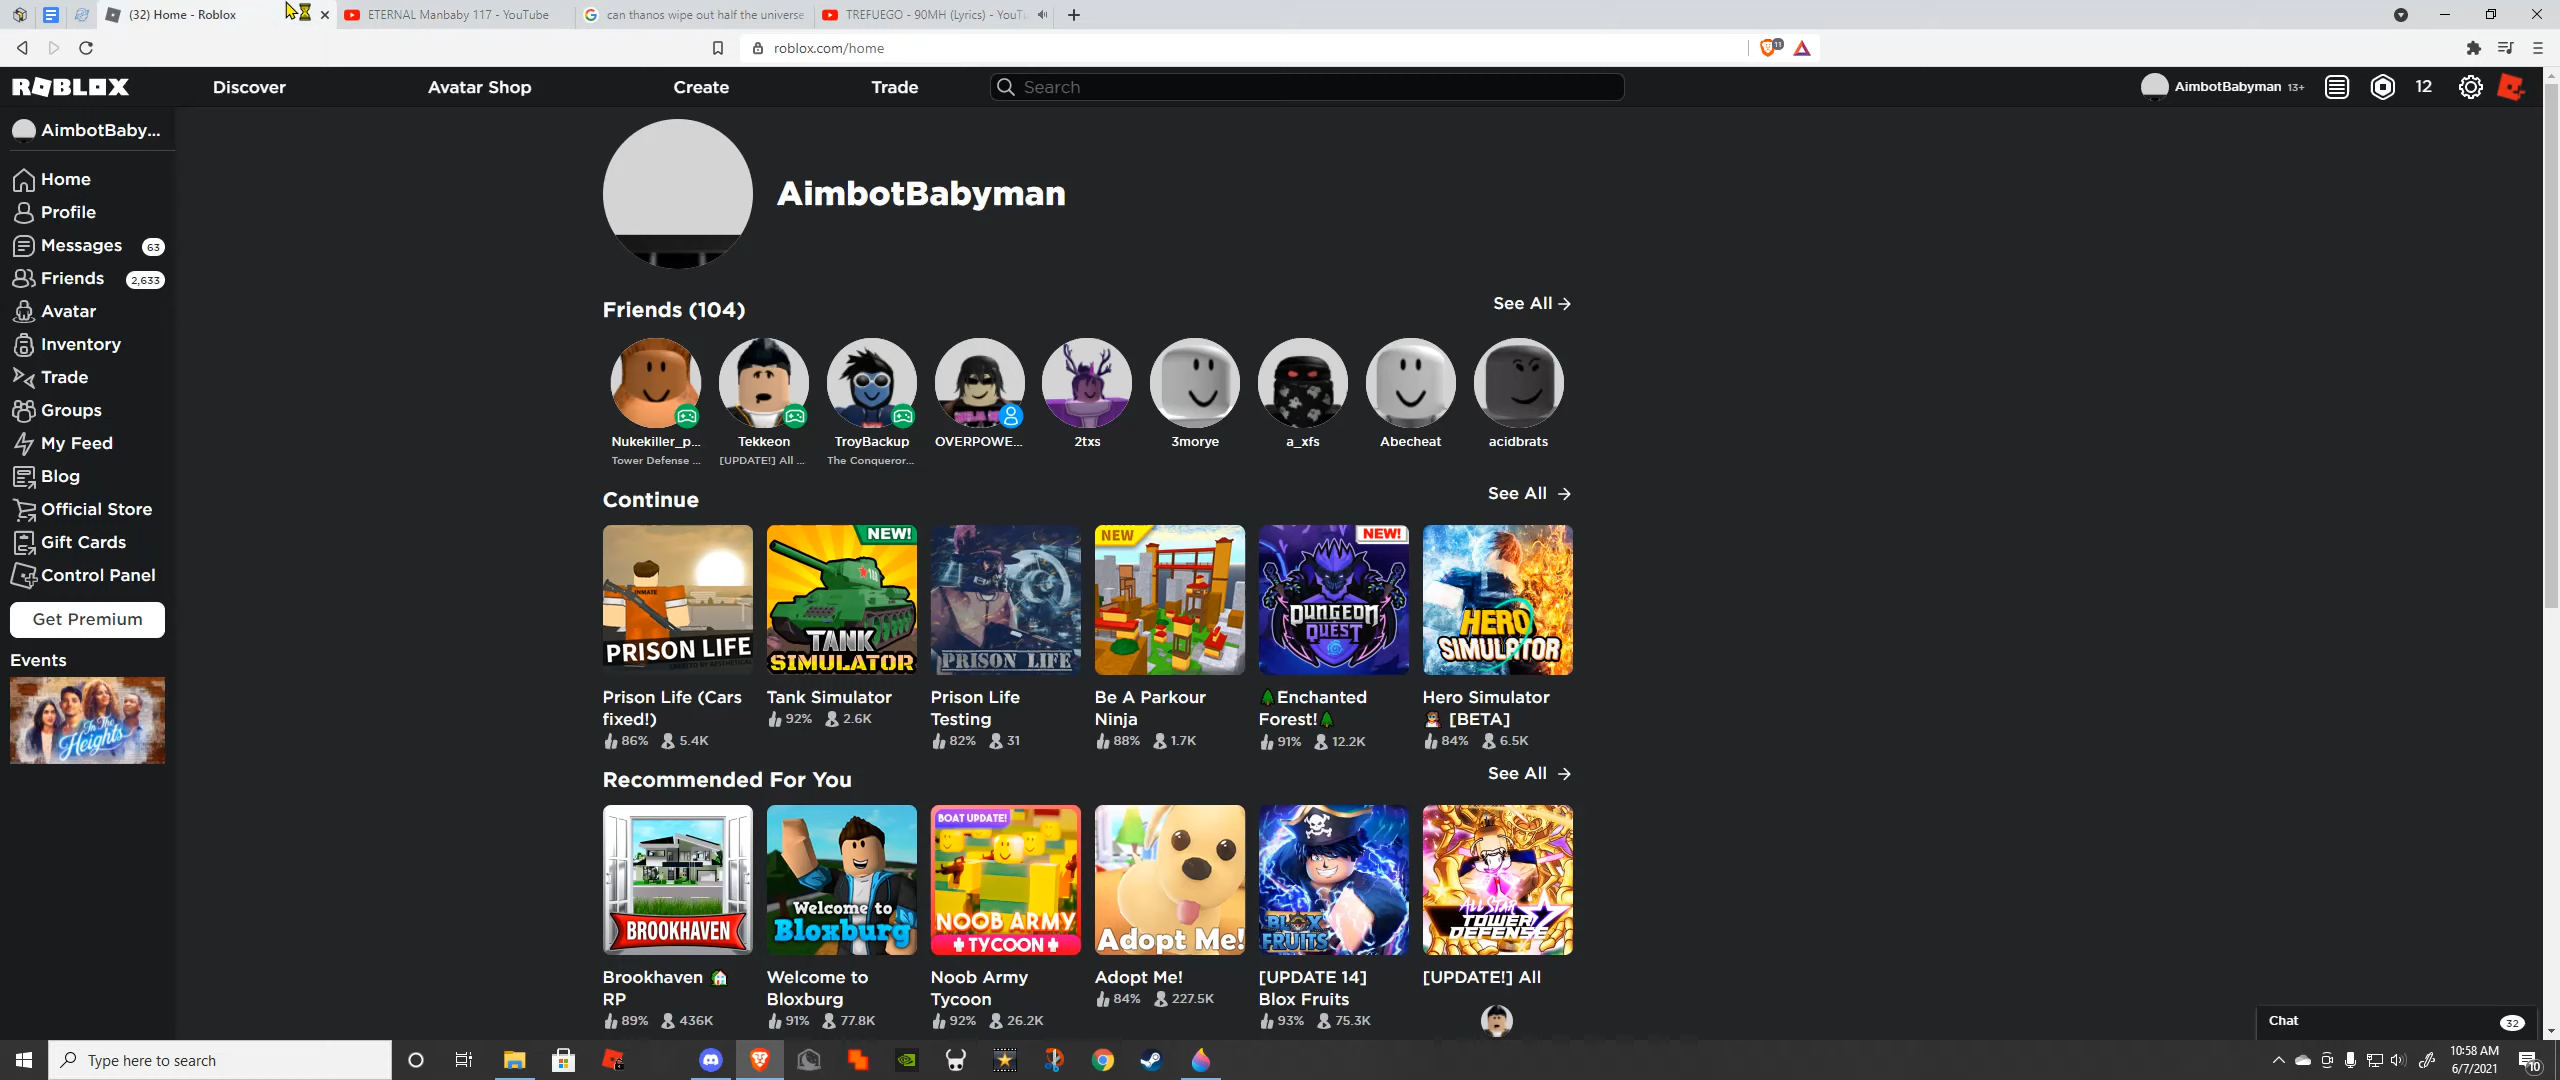 (32) Home - Roblox
ETERNAL Manbaby 117 - YouTube
can thanos wipe out half the universe
TREFUEGO - 90MH (Lyrics) - YouTu
roblox.com/home
11
ROBLOX
Discover
Avatar Shop
Create
Trade
Search
AimbotBabyman 13+
12
AimbotBaby...
Home
Profile
Messages 63
Friends 2,633
Avatar
Inventory
Trade
Groups
My Feed
Blog
Official Store
Gift Cards
Control Panel
Get Premium
Events
In The Heights
AimbotBabyman
Friends (104)
See All
Nukekiller_p...
Tekkeon
TroyBackup
OVERPOWE...
2txs
3morye
a_xfs
Abecheat
acidbrats
Tower Defense ...
[UPDATE!] All ...
The Conqueror...
Continue
See All
INMATE
PRISON LIFE
CREATED BY AESTHETICAL
NEW!
TANK
SIMULATOR
PRISON LIFE
NEW
NEW!
DUNGEON
QUEST
HERO
SIMULATOR
Prison Life (Cars fixed!)
86% 5.4K
Tank Simulator
92% 2.6K
Prison Life Testing
82% 31
Be A Parkour Ninja
88% 1.7K
🌲Enchanted Forest!🌲
91% 12.2K
Hero Simulator [BETA]
84% 6.5K
Recommended For You
See All
BROOKHAVEN
Welcome to
Bloxburg
BOAT UPDATE!
NOOB ARMY
TYCOON
Adopt Me!
BLOX
FRUITS
ALL STAR
TOWER
DEFENSE
Brookhaven 🏡 RP
89% 436K
Welcome to Bloxburg
91% 77.8K
Noob Army Tycoon
92% 26.2K
Adopt Me!
84% 227.5K
[UPDATE 14] Blox Fruits
93% 75.3K
[UPDATE!] All
Chat 32
Type here to search
10:58 AM
6/7/2021
10